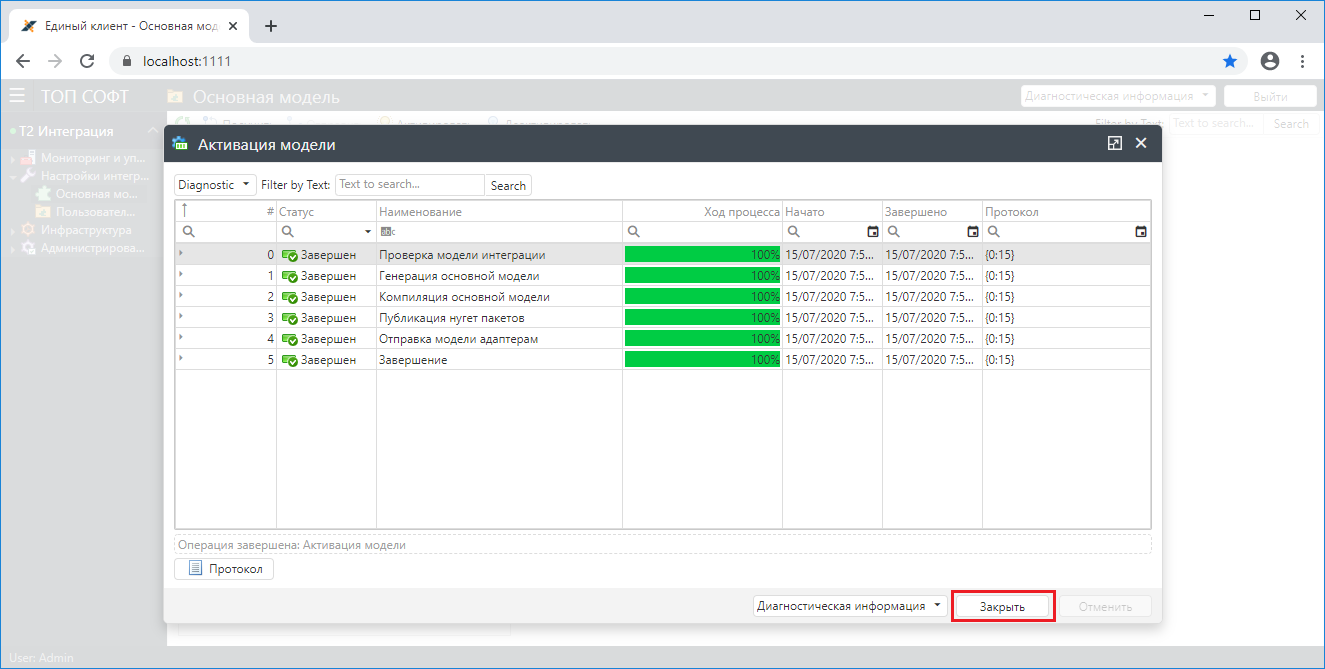 Единый клиент - Основная мод
localhost:1111
ТОП СОФТ
Основная модель
Диагностическая информация
Выйти
Filter by Text:
Text to search...
Search
Т2 Интеграция
Мониторинг и уп...
Настройки интегр...
Основная мо...
Пользовател...
Инфраструктура
Администрирова...
Активация модели
Diagnostic Filter by Text: Text to search... Search
# Статус Наименование Ход процесса Начато Завершено Протокол
abc
0 Завершен Проверка модели интеграции 100% 15/07/2020 7:5... 15/07/2020 7:5... {0:15}
1 Завершен Генерация основной модели 100% 15/07/2020 7:5... 15/07/2020 7:5... {0:15}
2 Завершен Компиляция основной модели 100% 15/07/2020 7:5... 15/07/2020 7:5... {0:15}
3 Завершен Публикация нугет пакетов 100% 15/07/2020 7:5... 15/07/2020 7:5... {0:15}
4 Завершен Отправка модели адаптерам 100% 15/07/2020 7:5... 15/07/2020 7:5... {0:15}
5 Завершен Завершение 100% 15/07/2020 7:5... 15/07/2020 7:5... {0:15}
Операция завершена: Активация модели
Протокол
Диагностическая информация Закрыть Отменить
User: Admin